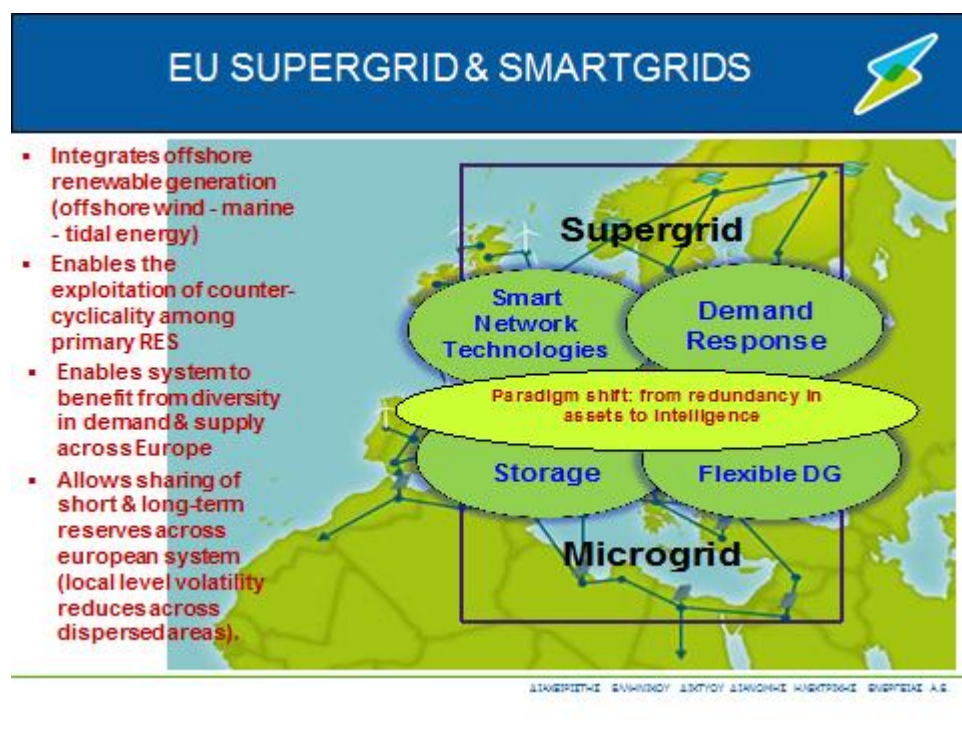 EU SUPERGRID & SMARTGRIDS
▪ Integrates offshore
renewable generation
(offshore wind - marine
- tidal energy)
▪ Enables the
exploitation of counter-
cyclicality among
primary RES
▪ Enables system to
benefit from diversity
in demand & supply
across Europe
▪ Allows sharing of
short & long-term
reserves across
european system
(local level volatility
reduces across
dispersed areas).
Supergrid
Smart
Network
Technologies
Demand
Response
Paradigm shift: from redundancy in
assets to intelligence
Storage
Flexible DG
Microgrid
ΔΙΑΧΕΙΡΙΣΤΗΣ ΕΛΛΗΝΙΚΟΥ ΔΙΚΤΥΟΥ ΔΙΑΝΟΜΗΣ ΗΛΕΚΤΡΙΚΗΣ ΕΝΕΡΓΕΙΑΣ Α.Ε.